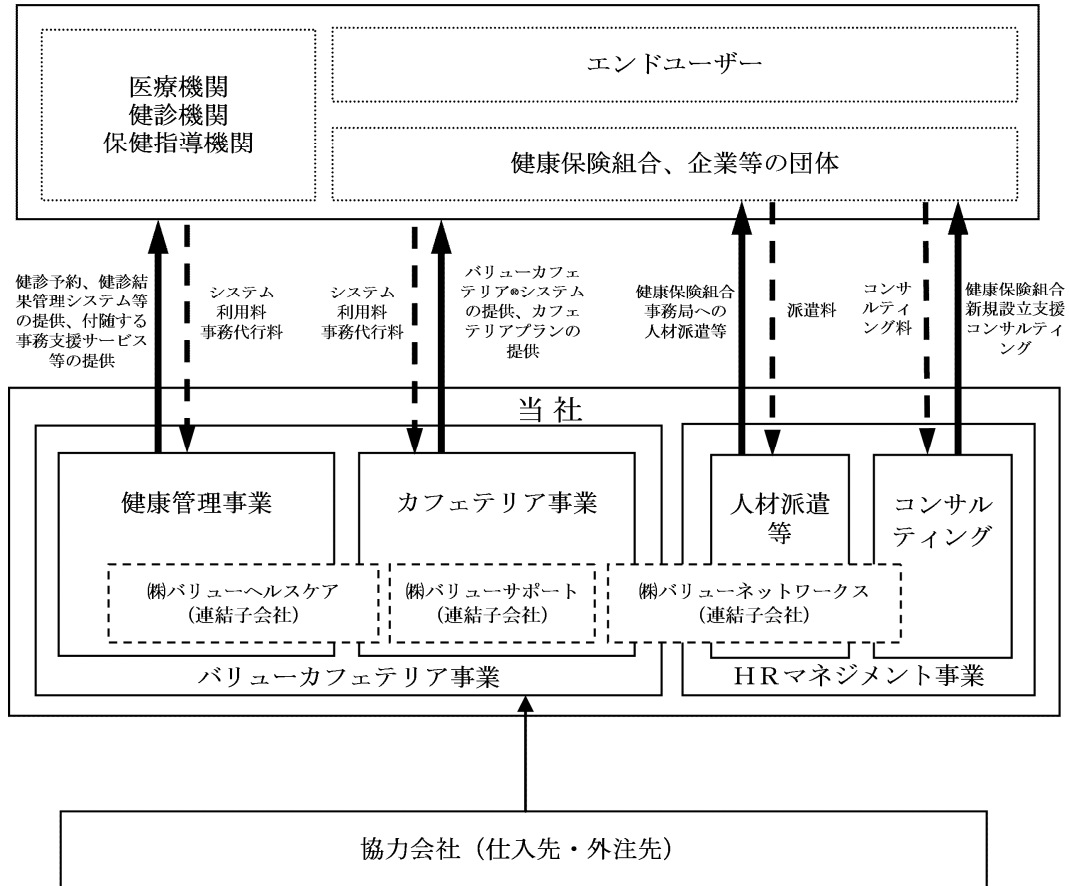 医療機関
健診機関
保健指導機関
エンドユーザー
健康保険組合、企業等の団体
健診予約、健診結
果管理システム等
の提供、付随する
事務支援サービス
等の提供
システム
利用料
事務代行料
システム
利用料
事務代行料
バリューカフェ
テリア®システム
の提供、カフェ
テリアプランの
提供
健康保険組合
事務局への
人材派遣等
派遣料
コンサ
ルティ
ング料
健康保険組合
新規設立支援
コンサルティ
ング
当 社
健康管理事業
カフェテリア事業
人材派遣
等
コンサル
ティング
㈱バリューヘルスケア
(連結子会社)
㈱バリューサポート
(連結子会社)
㈱バリューネットワークス
(連結子会社)
バリューカフェテリア事業
ＨＲマネジメント事業
協力会社（仕入先・外注先）